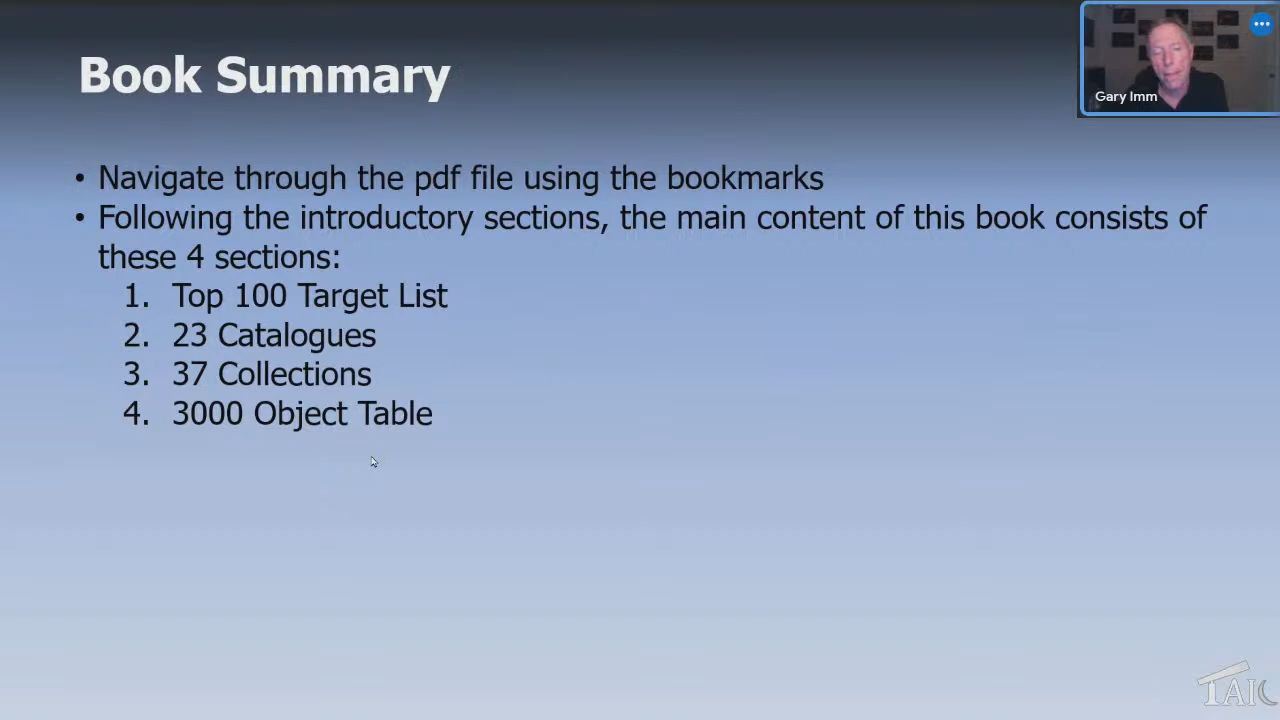 Book Summary
Gary Imm
• Navigate through the pdf file using the bookmarks
• Following the introductory sections, the main content of this book consists of
these 4 sections:
1. Top 100 Target List
2. 23 Catalogues
3. 37 Collections
4. 3000 Object Table
TAIC